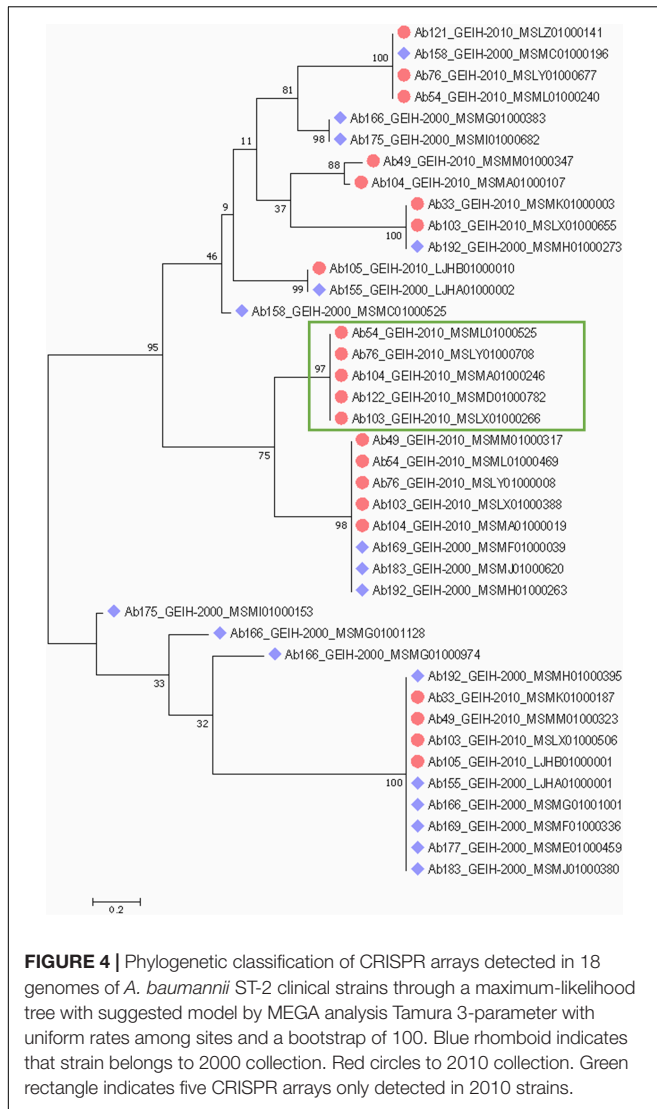 Ab121_GEIH-2010_MSLZ01000141
100
Ab158_GEIH-2000_MSMC01000196
Ab76_GEIH-2010_MSLY01000677
81
Ab54_GEIH-2010_MSML01000240
Ab166_GEIH-2000_MSMG01000383
11
98
Ab175_GEIH-2000_MSMI01000682
88
Ab49_GEIH-2010_MSMM01000347
Ab104_GEIH-2010_MSMA01000107
9
37
Ab33_GEIH-2010_MSMK01000003
Ab103_GEIH-2010_MSLX01000655
100
Ab192_GEIH-2000_MSMH01000273
46
Ab105_GEIH-2010_LJHB01000010
99
Ab155_GEIH-2000_LJHA01000002
Ab158_GEIH-2000_MSMC01000525
95
Ab54_GEIH-2010_MSML01000525
Ab76_GEIH-2010_MSLY01000708
97
Ab104_GEIH-2010_MSMA01000246
Ab122_GEIH-2010_MSMD01000782
Ab103_GEIH-2010_MSLX01000266
75
Ab49_GEIH-2010_MSMM01000317
Ab54_GEIH-2010_MSML01000469
Ab76_GEIH-2010_MSLY01000008
Ab103_GEIH-2010_MSLX01000388
98
Ab104_GEIH-2010_MSMA01000019
Ab169_GEIH-2000_MSMF01000039
Ab183_GEIH-2000_MSMJ01000620
Ab192_GEIH-2000_MSMH01000263
Ab175_GEIH-2000_MSMI01000153
Ab166_GEIH-2000_MSMG01001128
33
Ab166_GEIH-2000_MSMG01000974
32
Ab192_GEIH-2000_MSMH01000395
Ab33_GEIH-2010_MSMK01000187
Ab49_GEIH-2010_MSMM01000323
Ab103_GEIH-2010_MSLX01000506
Ab105_GEIH-2010_LJHB01000001
100
Ab155_GEIH-2000_LJHA01000001
Ab166_GEIH-2000_MSMG01001001
Ab169_GEIH-2000_MSMF01000336
Ab177_GEIH-2000_MSME01000459
Ab183_GEIH-2000_MSMJ01000380
0.2
FIGURE 4 | Phylogenetic classification of CRISPR arrays detected in 18
genomes of A. baumannii ST-2 clinical strains through a maximum-likelihood
tree with suggested model by MEGA analysis Tamura 3-parameter with
uniform rates among sites and a bootstrap of 100. Blue rhomboid indicates
that strain belongs to 2000 collection. Red circles to 2010 collection. Green
rectangle indicates five CRISPR arrays only detected in 2010 strains.